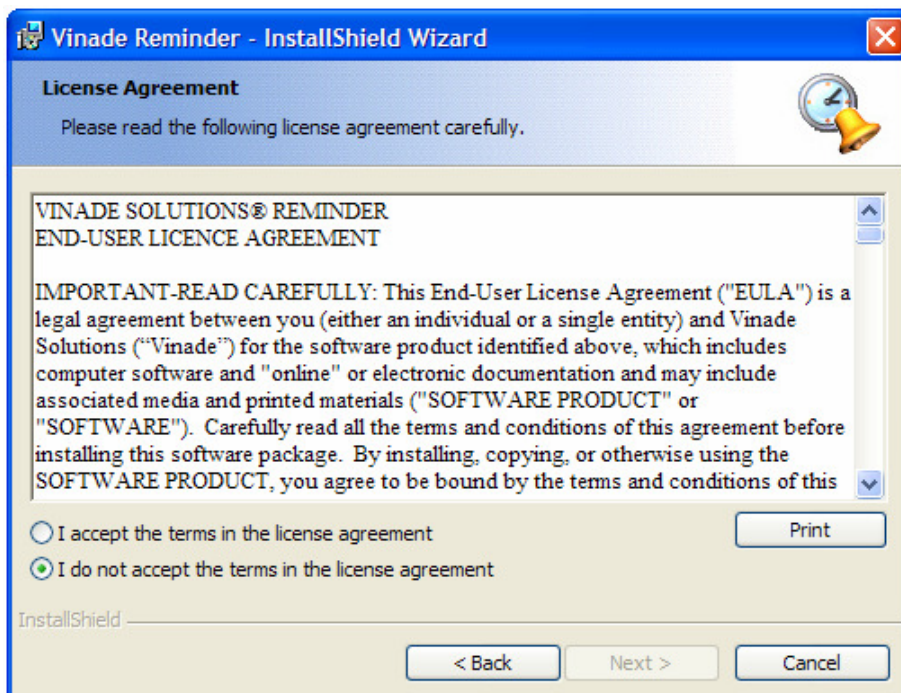 Vinade Reminder - InstallShield Wizard
License Agreement
Please read the following license agreement carefully.
VINADE SOLUTIONS® REMINDER
END-USER LICENCE AGREEMENT
IMPORTANT-READ CAREFULLY: This End-User License Agreement ("EULA") is a
legal agreement between you (either an individual or a single entity) and Vinade
Solutions (“Vinade”) for the software product identified above, which includes
computer software and "online" or electronic documentation and may include
associated media and printed materials ("SOFTWARE PRODUCT" or
"SOFTWARE").  Carefully read all the terms and conditions of this agreement before
installing this software package.  By installing, copying, or otherwise using the
SOFTWARE PRODUCT, you agree to be bound by the terms and conditions of this
I accept the terms in the license agreement
Print
I do not accept the terms in the license agreement
InstallShield
< Back
Next >
Cancel